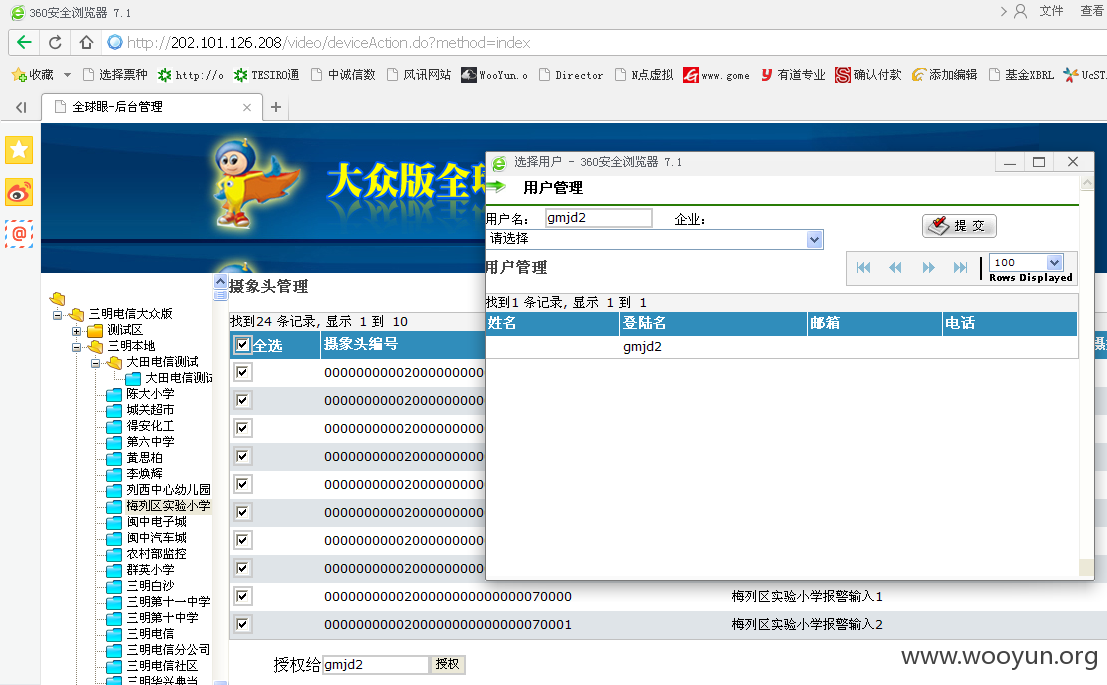 360安全浏览器 7.1
文件 查看
http://202.101.126.208/video/deviceAction.do?method=index
收藏 选择票种 http://o TESIRO通 中诚信数 风讯网站 WooYun.o Director N点虚拟 www.gome 有道专业 确认付款 添加编辑 基金XBRL UcST
全球眼-后台管理
大众版全球
选择用户 - 360安全浏览器 7.1
用户管理
用户名: gmjd2 企业: 提 交
请选择
用户管理
100
Rows Displayed
找到1 条记录, 显示 1 到 1
姓名 登陆名 邮箱 电话
gmjd2
三明电信大众版
测试区
三明本地
大田电信测试
大田电信测试
陈大小学
城关超市
得安化工
第六中学
黄思柏
李焕辉
列西中心幼儿园
梅列区实验小学
闽中电子城
闽中汽车城
农村部监控
群英小学
三明白沙
三明第十一中学
三明第十中学
三明电信
三明电信分公司
三明电信社区
三明华兴典当
摄象头管理
找到24 条记录, 显示 1 到 10
全选 摄象头编号 摄
00000000002000000000
00000000002000000000
00000000002000000000
00000000002000000000
00000000002000000000
00000000002000000000
00000000002000000000
00000000002000000000
0000000000200000000000000070000 梅列区实验小学报警输入1
0000000000200000000000000070001 梅列区实验小学报警输入2
授权给 gmjd2 授权
www.wooyun.org